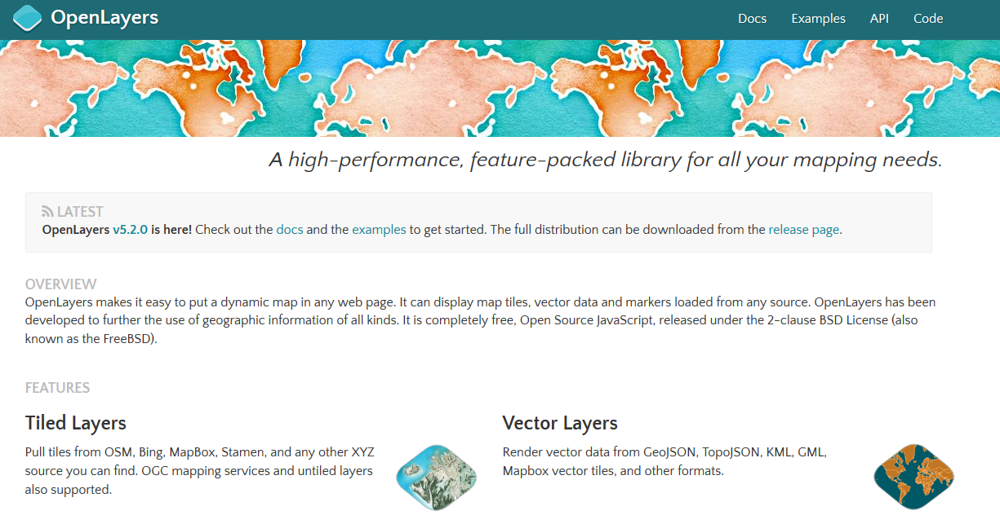 OpenLayers
Docs Examples API Code
A high-performance, feature-packed library for all your mapping needs.
LATEST
OpenLayers v5.2.0 is here! Check out the docs and the examples to get started. The full distribution can be downloaded from the release page.
OVERVIEW
OpenLayers makes it easy to put a dynamic map in any web page. It can display map tiles, vector data and markers loaded from any source. OpenLayers has been
developed to further the use of geographic information of all kinds. It is completely free, Open Source JavaScript, released under the 2-clause BSD License (also
known as the FreeBSD).
FEATURES
Tiled Layers
Pull tiles from OSM, Bing, MapBox, Stamen, and any other XYZ
source you can find. OGC mapping services and untiled layers
also supported.
Vector Layers
Render vector data from GeoJSON, TopoJSON, KML, GML,
Mapbox vector tiles, and other formats.